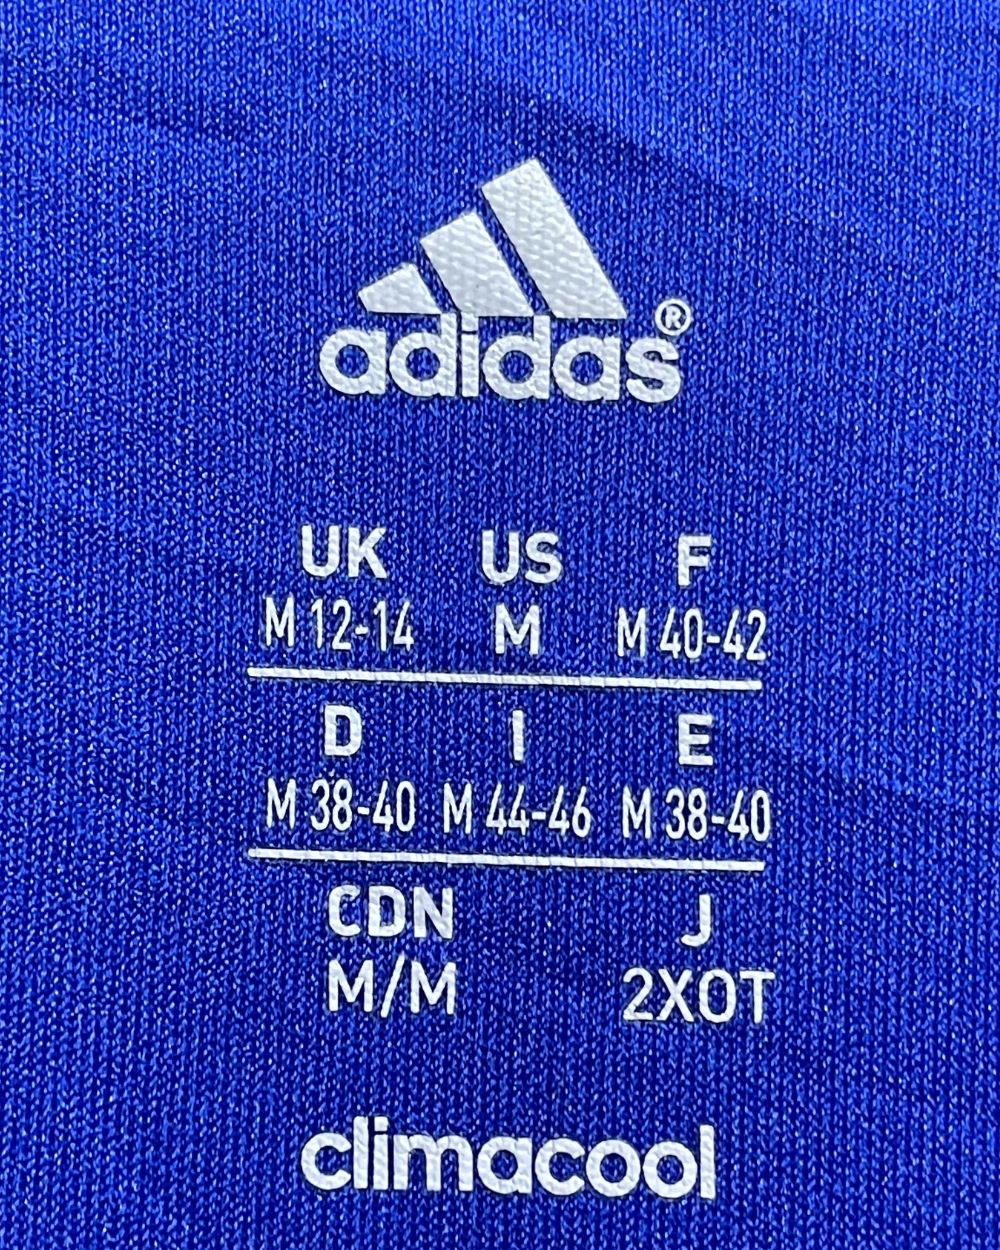 adidas®
UK US F
M 12-14 M M 40-42
D I E
M 38-40 M 44-46 M 38-40
CDN J
M/M 2XOT
climacool